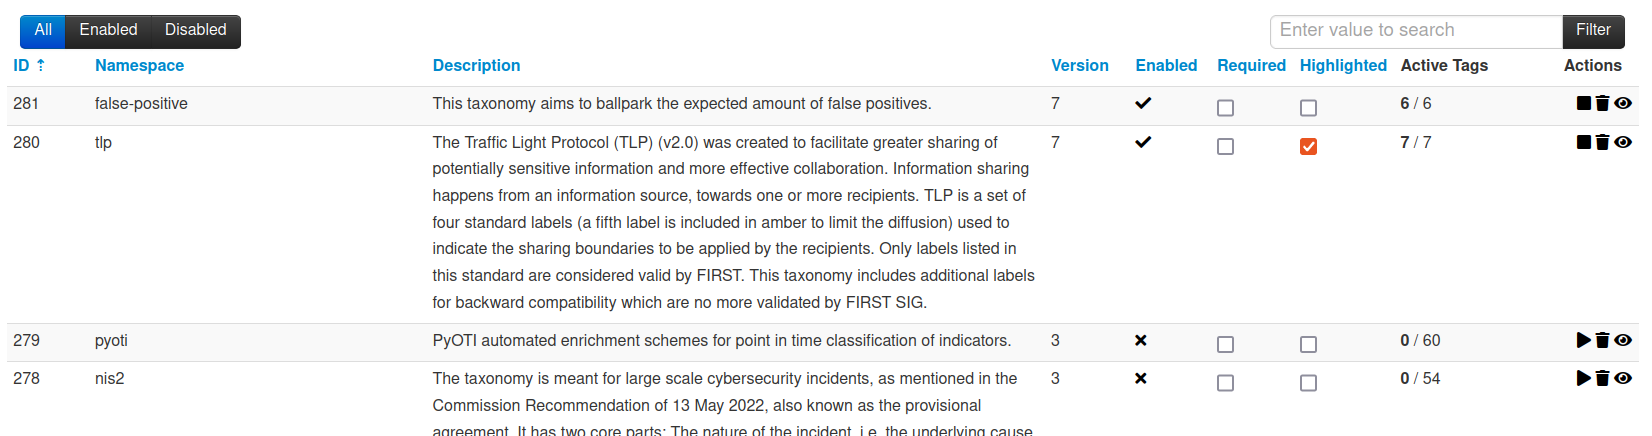 All Enabled Disabled Enter value to search Filter
ID ⇡ Namespace Description Version Enabled Required Highlighted Active Tags Actions
281 false-positive This taxonomy aims to ballpark the expected amount of false positives. 7 6 / 6
280 tlp The Traffic Light Protocol (TLP) (v2.0) was created to facilitate greater sharing of 7 7 / 7
potentially sensitive information and more effective collaboration. Information sharing
happens from an information source, towards one or more recipients. TLP is a set of
four standard labels (a fifth label is included in amber to limit the diffusion) used to
indicate the sharing boundaries to be applied by the recipients. Only labels listed in
this standard are considered valid by FIRST. This taxonomy includes additional labels
for backward compatibility which are no more validated by FIRST SIG.
279 pyoti PyOTI automated enrichment schemes for point in time classification of indicators. 3 0 / 60
278 nis2 The taxonomy is meant for large scale cybersecurity incidents, as mentioned in the 3 0 / 54
Commission Recommendation of 13 May 2022, also known as the provisional
agreement. It has two core parts: The nature of the incident, i.e. the underlying cause